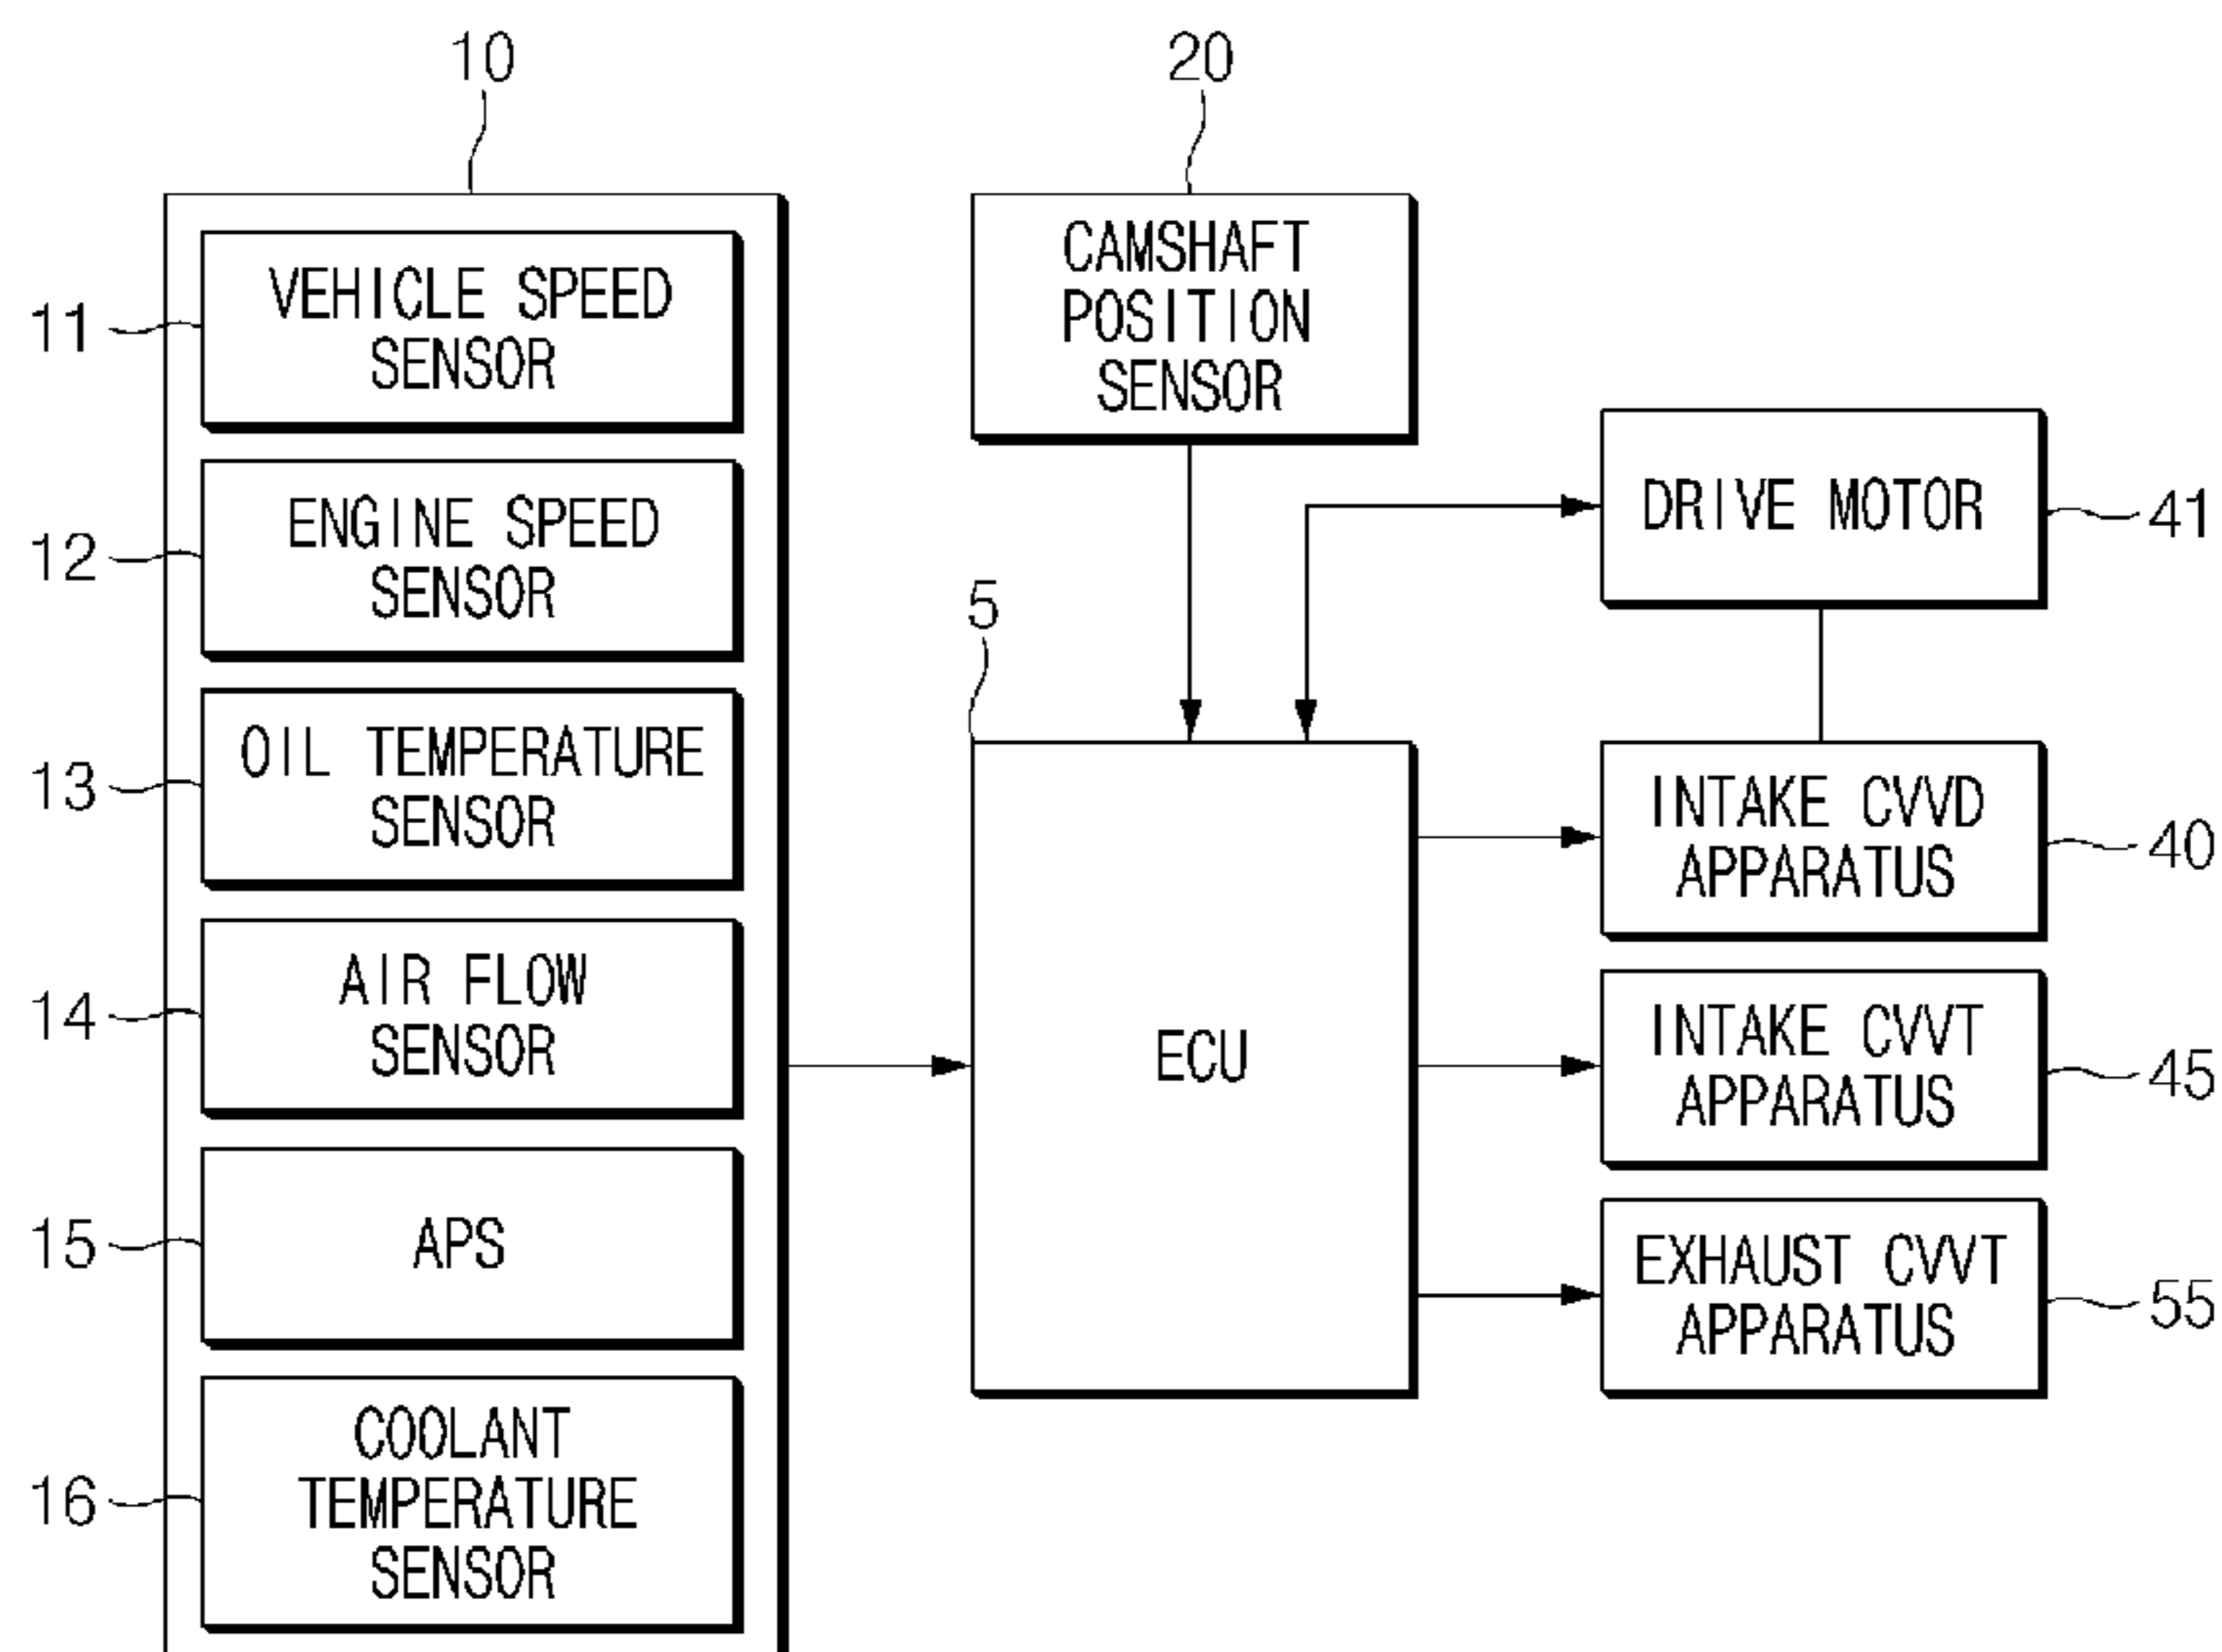 10
20
11
VEHICLE SPEED
SENSOR
12
ENGINE SPEED
SENSOR
13
OIL TEMPERATURE
SENSOR
14
AIR FLOW
SENSOR
15
APS
16
COOLANT
TEMPERATURE
SENSOR
CAMSHAFT
POSITION
SENSOR
5
ECU
DRIVE MOTOR
41
INTAKE CVVD
APPARATUS
40
INTAKE CVVT
APPARATUS
45
EXHAUST CVVT
APPARATUS
55